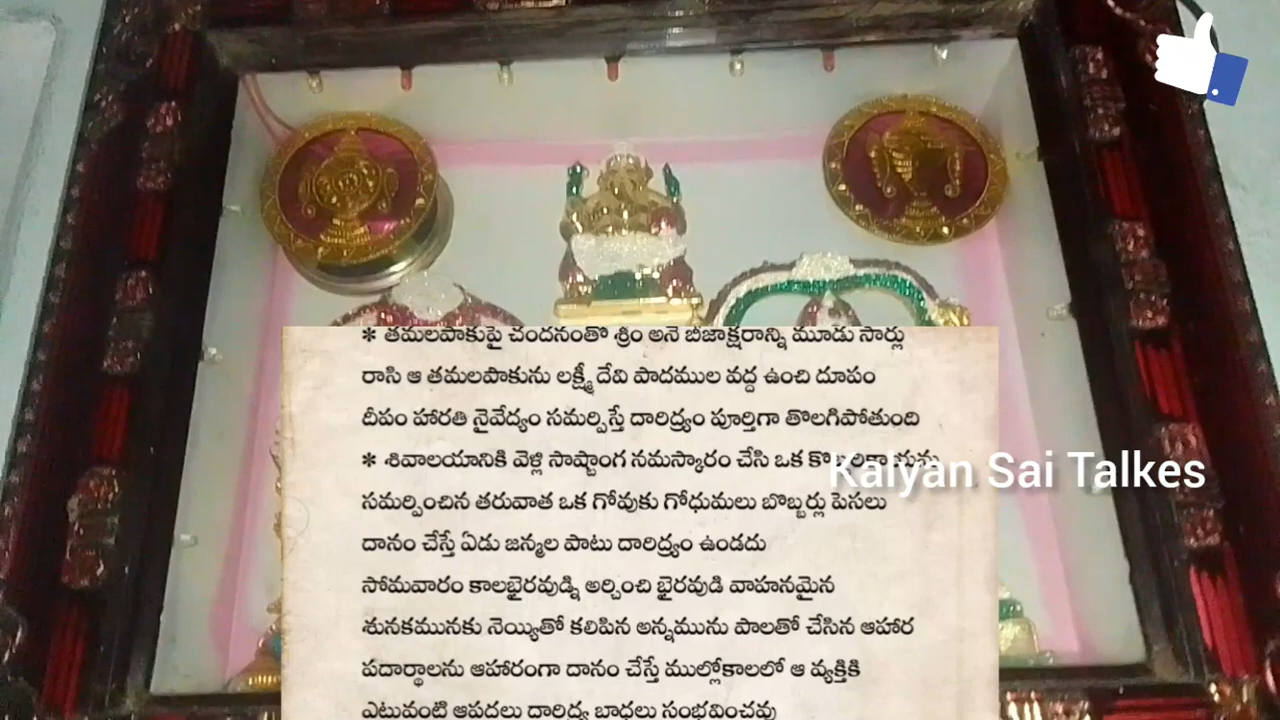 * తమలపాకుపై చందనంతో శ్రీం అనే బీజాక్షరాన్ని మూడు సార్లు
రాసి ఆ తమలపాకును లక్ష్మీ దేవి పాదముల వద్ద ఉంచి దూపం
దీపం హారతి నైవేద్యం సమర్పిస్తే దారిద్ర్యం పూర్తిగా తొలగిపోతుంది
* శివాలయానికి వెళ్లి సాష్టాంగ నమస్కారం చేసి ఒక
Kalyan Sai Talkes
సమర్పించిన తరువాత ఒక గోవుకు గోధుమలు బొబ్బర్లు పెసలు
దానం చేస్తే ఏడు జన్మల పాటు దారిద్ర్యం ఉండదు
సోమవారం కాలభైరవుడ్ని అర్చించి భైరవుడి వాహనమైన
శునకమునకు నెయ్యితో కలిపిన అన్నమును పాలతో చేసిన ఆహార
పదార్థాలను ఆహారంగా దానం చేస్తే ముల్లోకాలలో ఆ వ్యక్తికి
ఎటువంటి ఆపదలు దారిద్ర్య బాధలు సంభవించవు